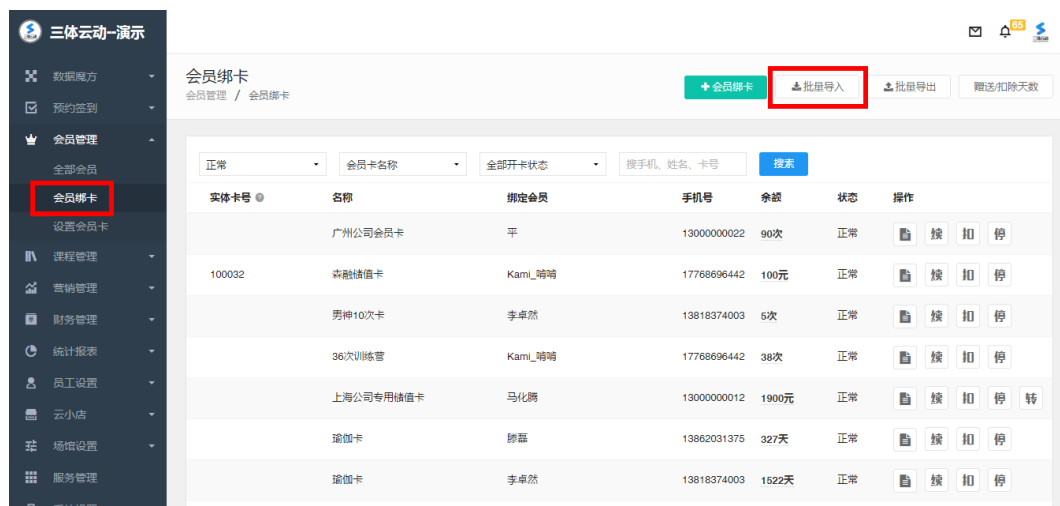 三体云动--演示
65
数据魔方
预约签到
会员管理
全部会员
会员绑卡
设置会员卡
课程管理
营销管理
财务管理
统计报表
员工设置
云小店
场馆设置
服务管理
会员绑卡
会员管理 / 会员绑卡
+会员绑卡 批量导入 批量导出 赠送/扣除天数
正常 会员卡名称 全部开卡状态 搜手机、姓名、卡号 搜素
实体卡号 名称 绑定会员 手机号 余额 状态 操作
广州公司会员卡 平 13000000022 90次 正常 续 扣 停
100032 森融储值卡 Kami_嘀嘀 17768696442 100元 正常 续 扣 停
男神10次卡 李卓然 13818374003 5次 正常 续 扣 停
36次训练营 Kami_嘀嘀 17768696442 38次 正常 续 扣 停
上海公司专用储值卡 马化腾 13000000012 1900元 正常 续 扣 停 转
瑜伽卡 滕磊 13862031375 327天 正常 续 扣 停
瑜伽卡 李卓然 13818374003 1522天 正常 续 扣 停